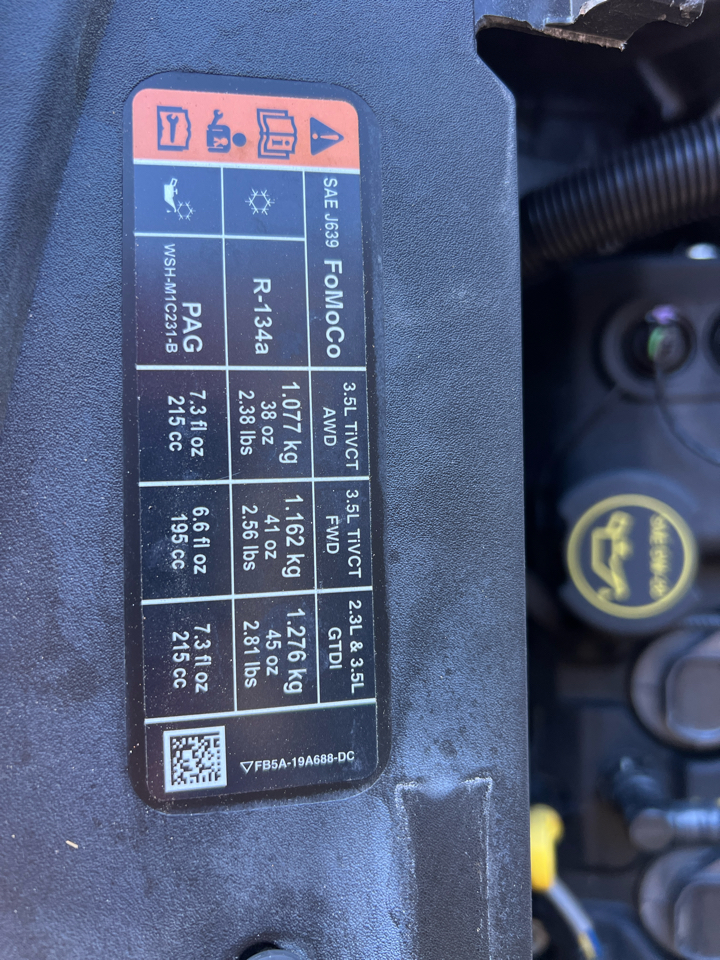 SAE J639 FoMoCo
3.5L TiVCT
AWD
3.5L TiVCT
FWD
2.3L & 3.5L
GTDI
R-134a
1.077 kg
38 oz
2.38 lbs
1.162 kg
41 oz
2.56 lbs
1.276 kg
45 oz
2.81 lbs
PAG
WSH-M1C231-B
7.3 fl oz
215 cc
6.6 fl oz
195 cc
7.3 fl oz
215 cc
FB5A-19A688-DC